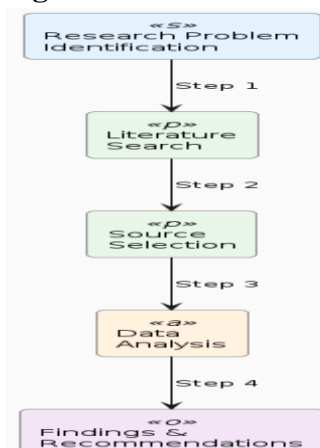 «s»
Research Problem
Identification
Step 1
«p»
Literature
Search
Step 2
«p»
Source
Selection
Step 3
«a»
Data
Analysis
Step 4
«o»
Findings &
Recommendations